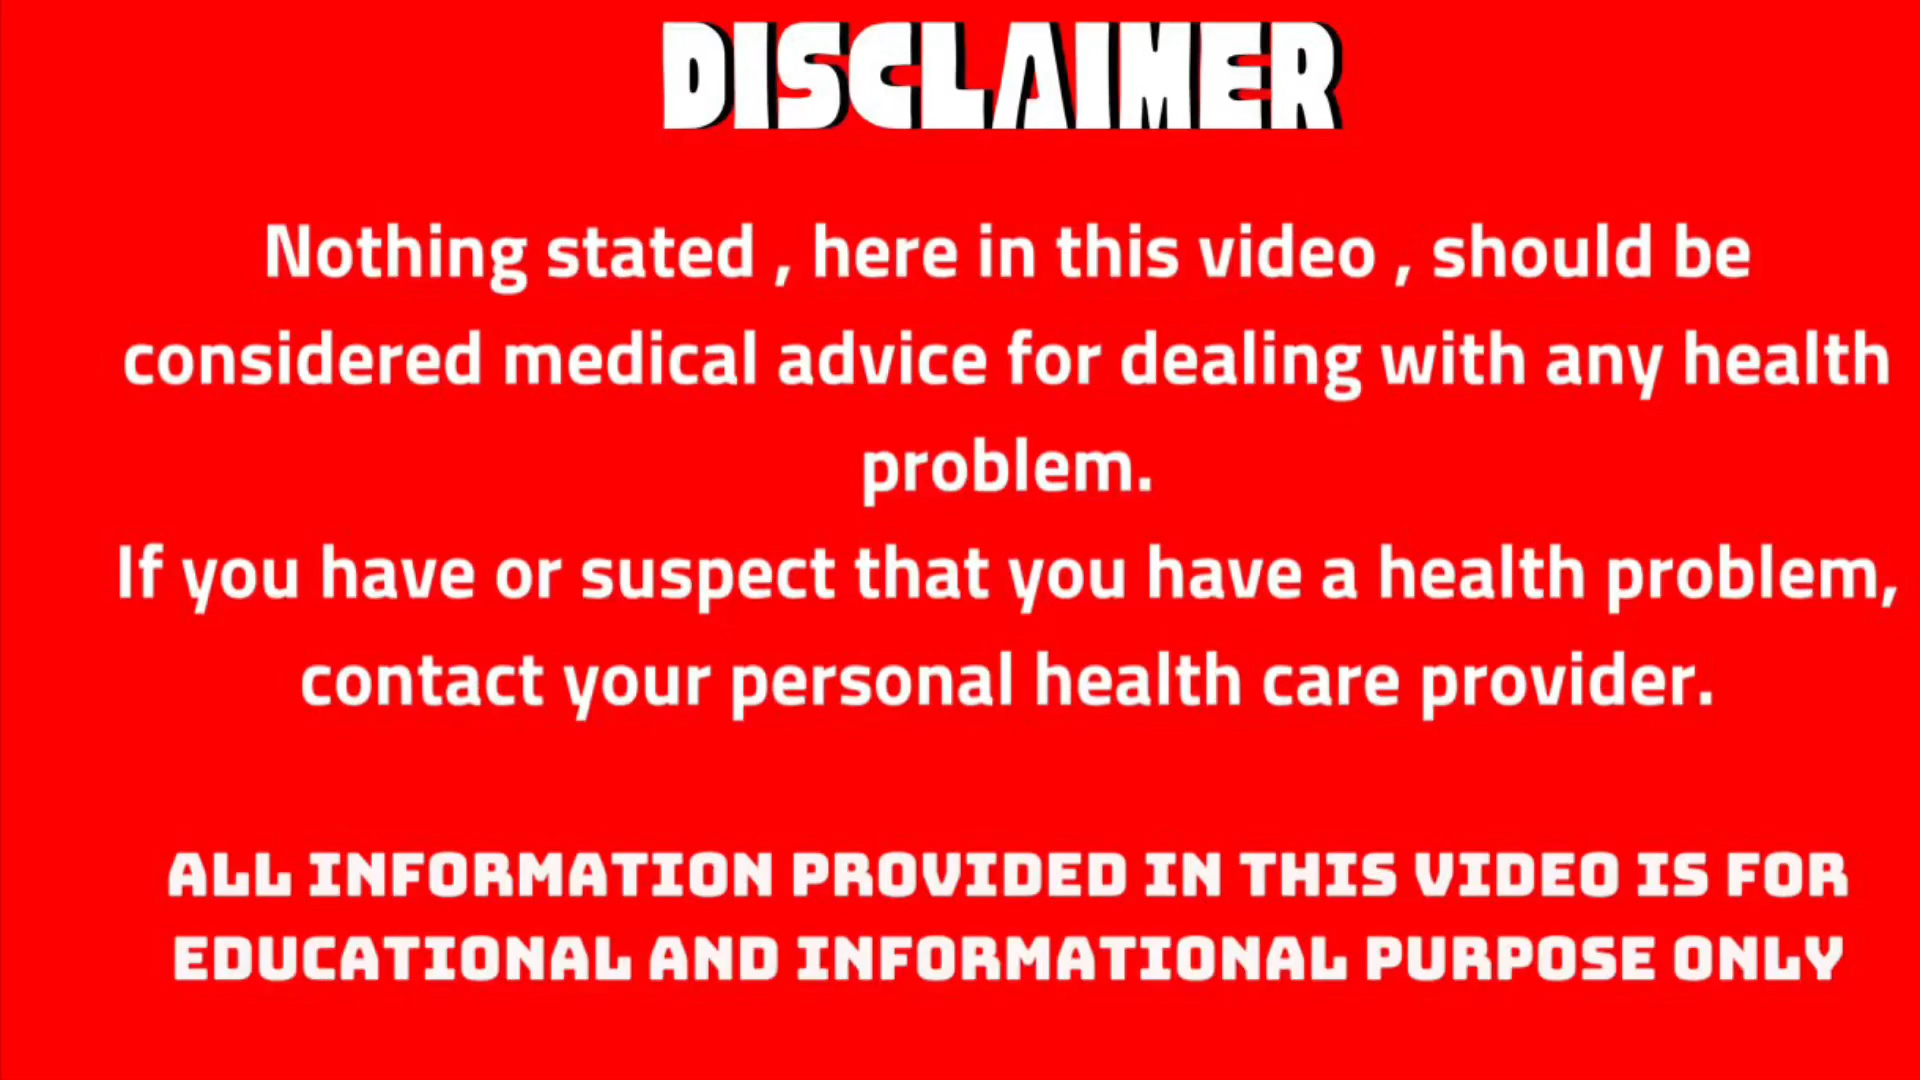 DISCLAIMER
Nothing stated , here in this video , should be
considered medical advice for dealing with any health
problem.
If you have or suspect that you have a health problem,
contact your personal health care provider.
ALL INFORMATION PROVIDED IN THIS VIDEO IS FOR
EDUCATIONAL AND INFORMATIONAL PURPOSE ONLY